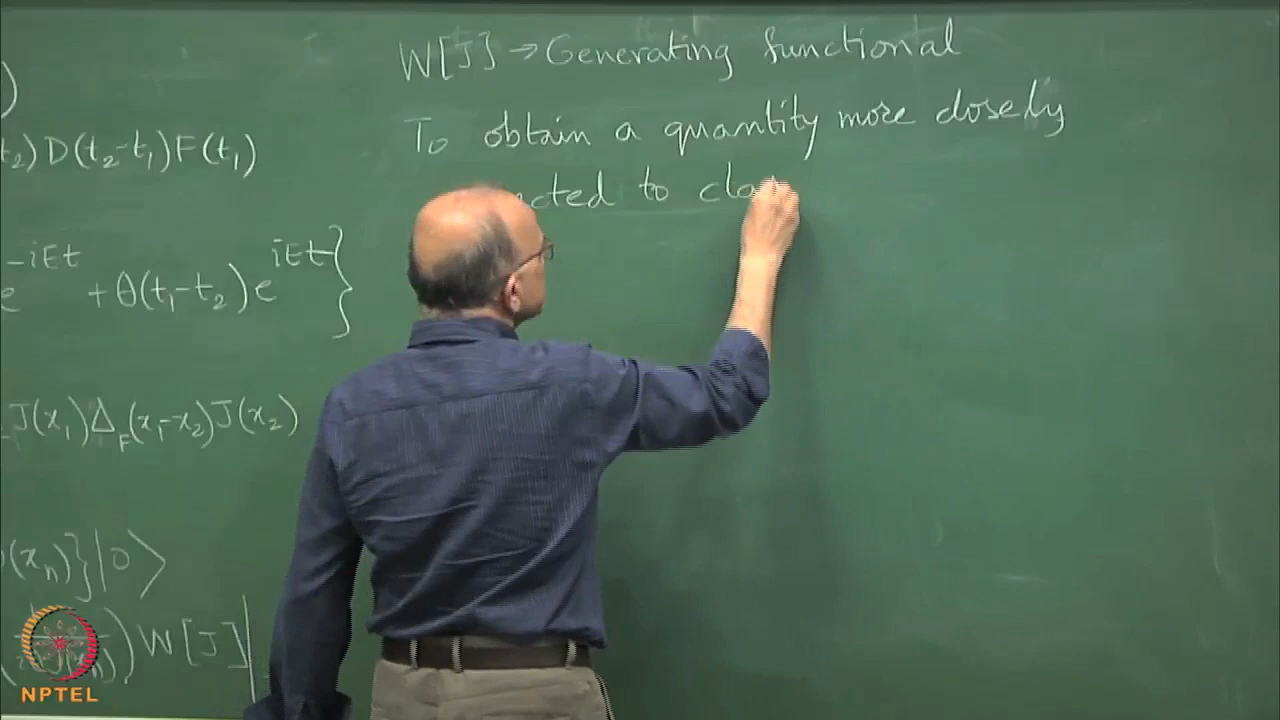 )
t₂) D(t₂-t₁) F(t₁)
-iEt
e + θ(t₁-t₂) e^{iEt} }
J(x₁) Δ_F(x₁-x₂) J(x₂)
(xₙ)}|0>
) W[J] |
W[J] → Generating functional
To obtain a quantity more closely
cted to cla
NPTEL